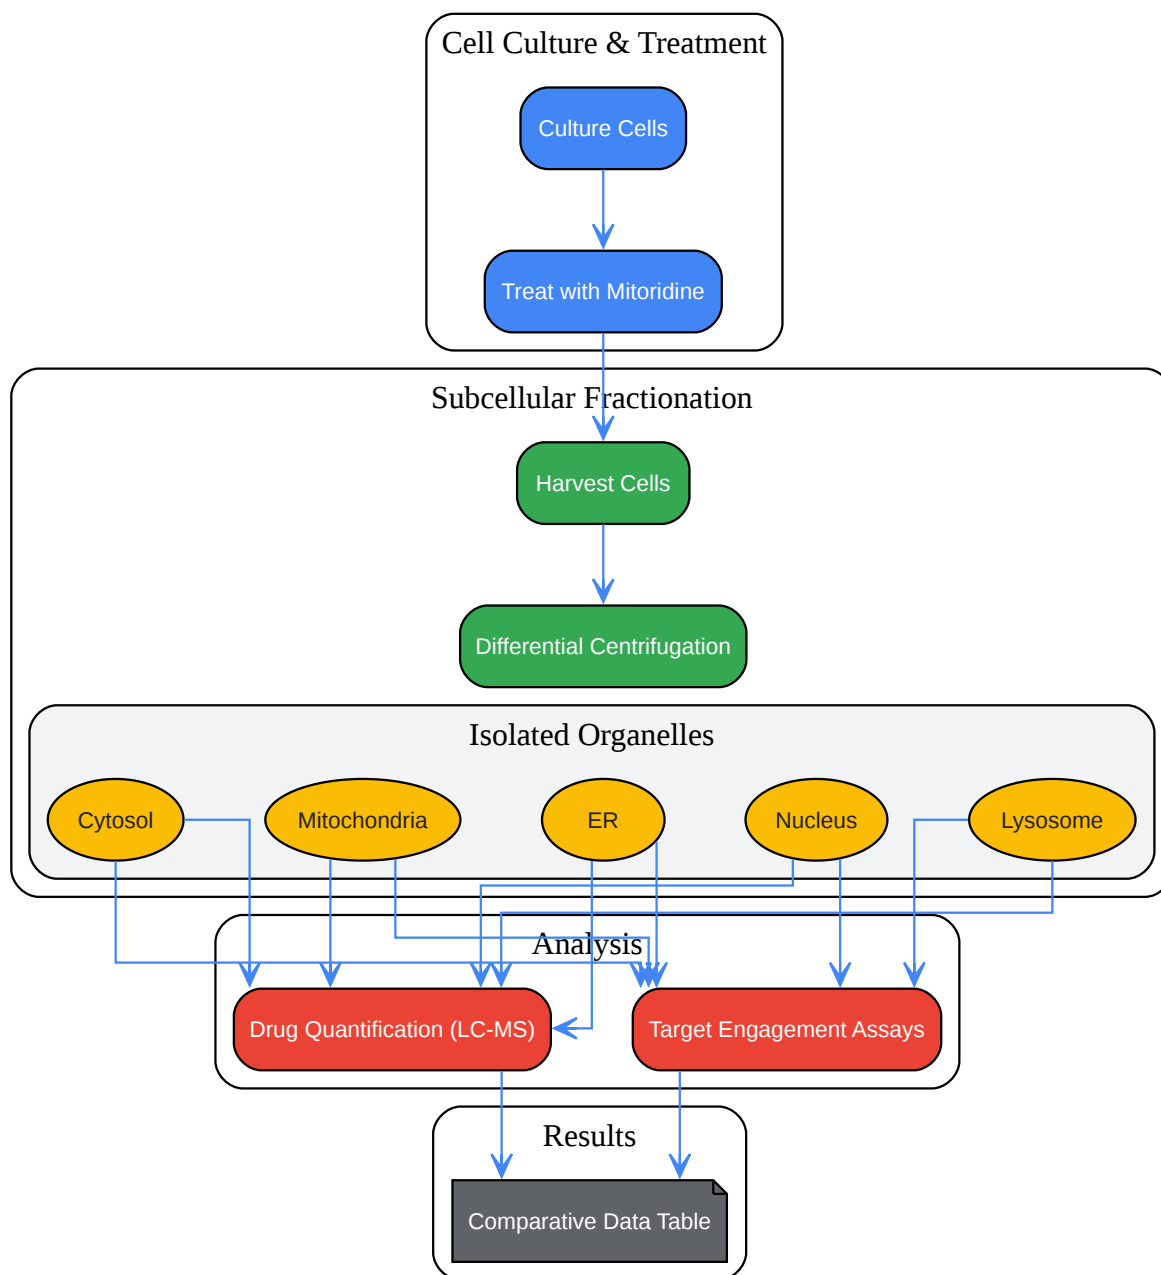 Cell Culture & Treatment
Culture Cells
Treat with Mitoridine
Subcellular Fractionation
Harvest Cells
Differential Centrifugation
Isolated Organelles
Cytosol
Mitochondria
ER
Nucleus
Lysosome
Analysis
Drug Quantification (LC-MS)
Target Engagement Assays
Results
Comparative Data Table